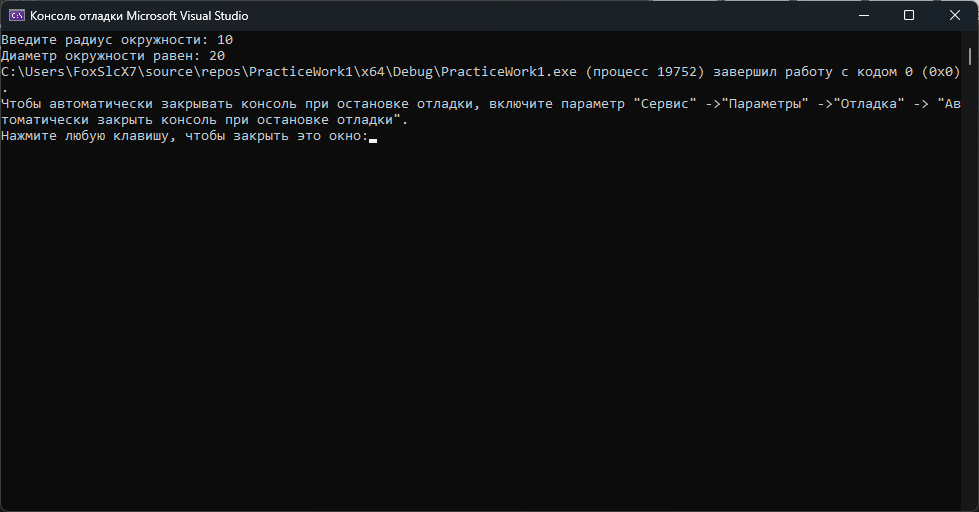 Консоль отладки Microsoft Visual Studio
Введите радиус окружности: 10
Диаметр окружности равен: 20
C:\Users\FoxSlcX7\source\repos\PracticeWork1\x64\Debug\PracticeWork1.exe (процесс 19752) завершил работу с кодом 0 (0x0)
.
Чтобы автоматически закрывать консоль при остановке отладки, включите параметр "Сервис" ->"Параметры" ->"Отладка" -> "Ав
томатически закрыть консоль при остановке отладки".
Нажмите любую клавишу, чтобы закрыть это окно: